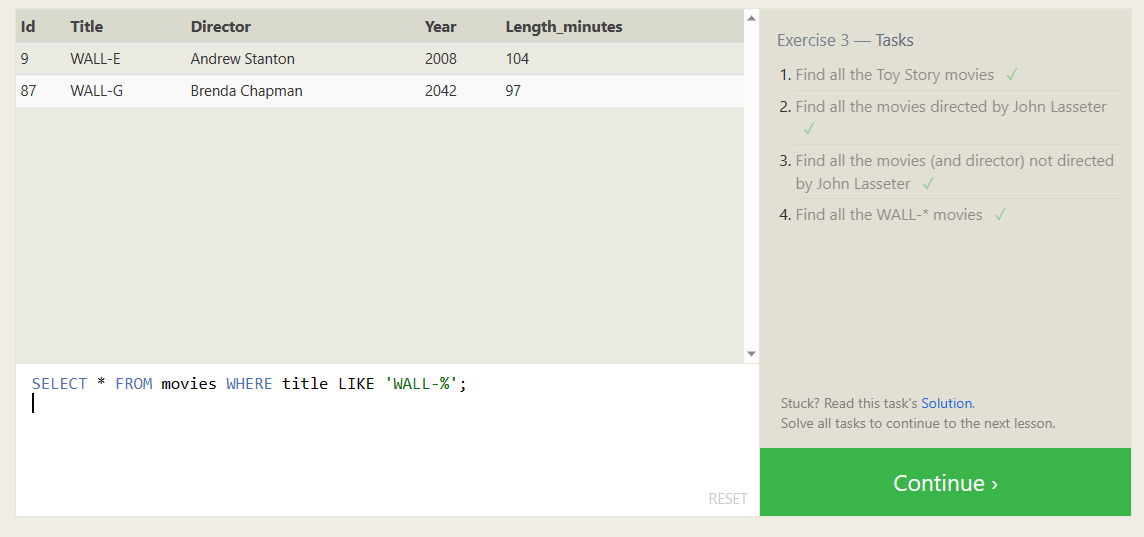 Id Title Director Year Length_minutes
9 WALL-E Andrew Stanton 2008 104
87 WALL-G Brenda Chapman 2042 97
SELECT * FROM movies WHERE title LIKE 'WALL-%';
RESET
Exercise 3 — Tasks
1. Find all the Toy Story movies ✓
2. Find all the movies directed by John Lasseter
✓
3. Find all the movies (and director) not directed
by John Lasseter ✓
4. Find all the WALL-* movies ✓
Stuck? Read this task's Solution.
Solve all tasks to continue to the next lesson.
Continue ›